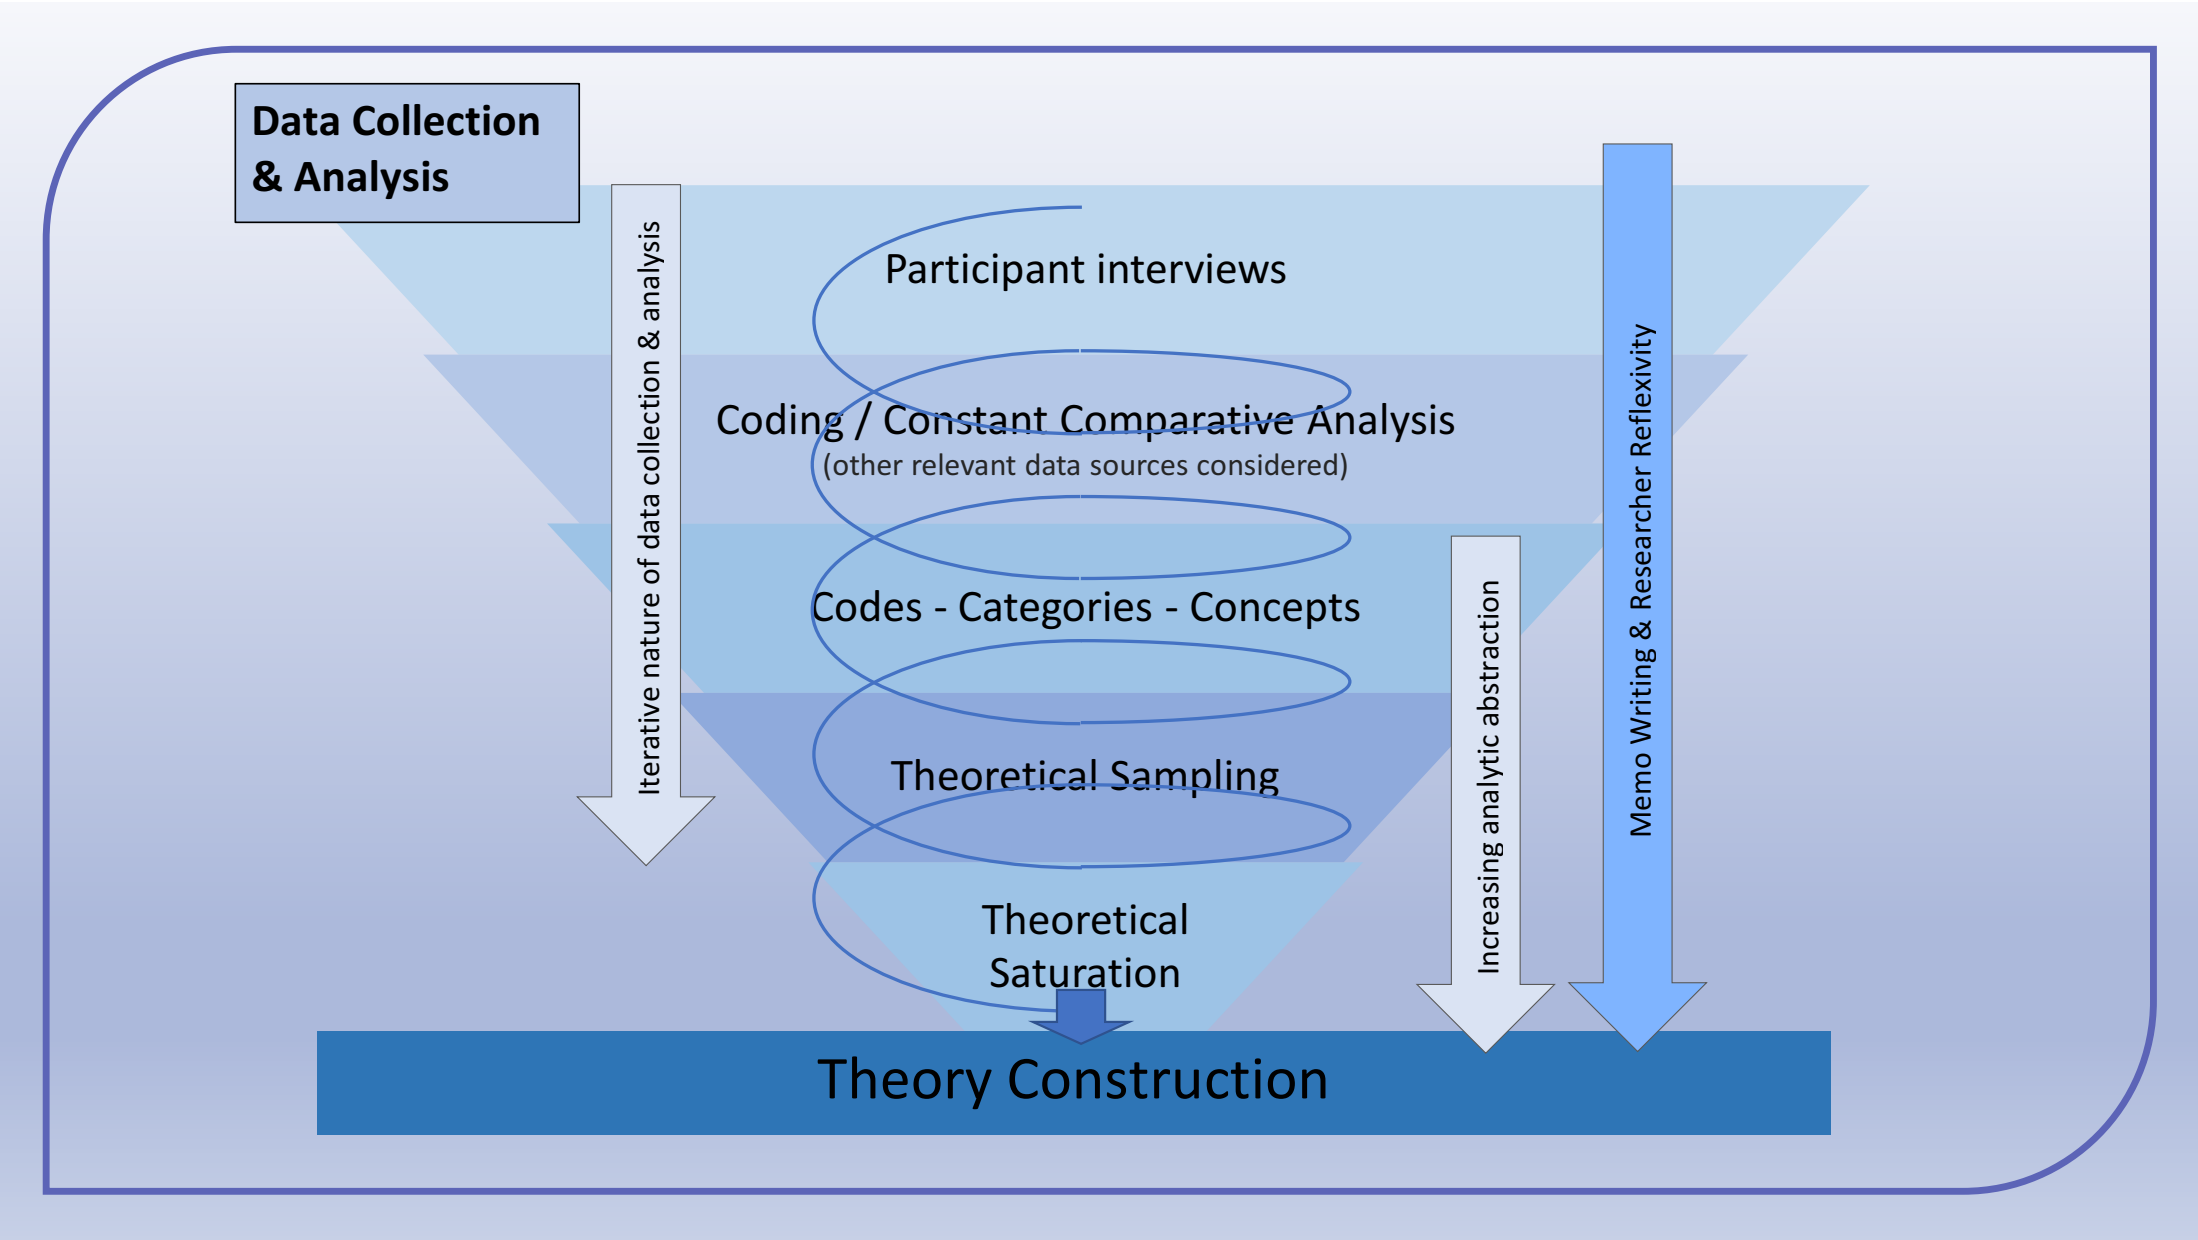 Data Collection
& Analysis
Participant interviews
Coding / Constant Comparative Analysis
(other relevant data sources considered)
Codes - Categories - Concepts
Theoretical Sampling
Theoretical
Saturation
Theory Construction
Iterative nature of data collection & analysis
Increasing analytic abstraction
Memo Writing & Researcher Reflexivity